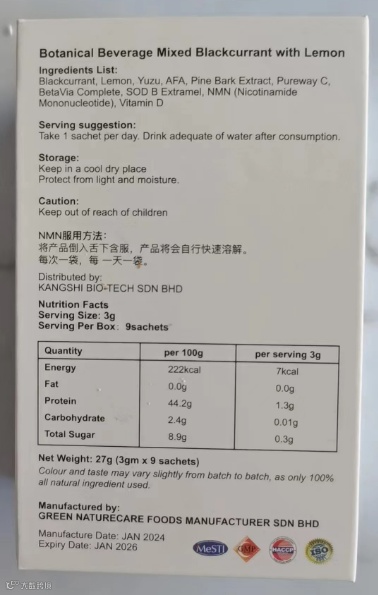 Botanical Beverage Mixed Blackcurrant with Lemon
Ingredients List:
Blackcurrant, Lemon, Yuzu, AFA, Pine Bark Extract, Pureway C,
BetaVia Complete, SOD B Extramel, NMN (Nicotinamide
Mononucleotide), Vitamin D
Serving suggestion:
Take 1 sachet per day. Drink adequate of water after consumption.
Storage:
Keep in a cool dry place
Protect from light and moisture.
Caution:
Keep out of reach of children
NMN服用方法：
将产品倒入舌下含服，产品将会自行快速溶解。
每次一袋，每一天一袋。
Distributed by:
KANGSHI BIO-TECH SDN BHD
Nutrition Facts
Serving Size: 3g
Serving Per Box： 9sachets
Quantity per 100g per serving 3g
Energy 222kcal 7kcal
Fat 0.0g 0.0g
Protein 44.2g 1.3g
Carbohydrate 2.4g 0.01g
Total Sugar 8.9g 0.3g
Net Weight: 27g (3gm x 9 sachets)
Colour and taste may vary slightly from batch to batch, as only 100%
all natural ingredient used.
Manufactured by:
GREEN NATURECARE FOODS MANUFACTURER SDN BHD
Manufacture Date: JAN 2024
Expiry Date: JAN 2026
MeSTI GMP HACCP ISO